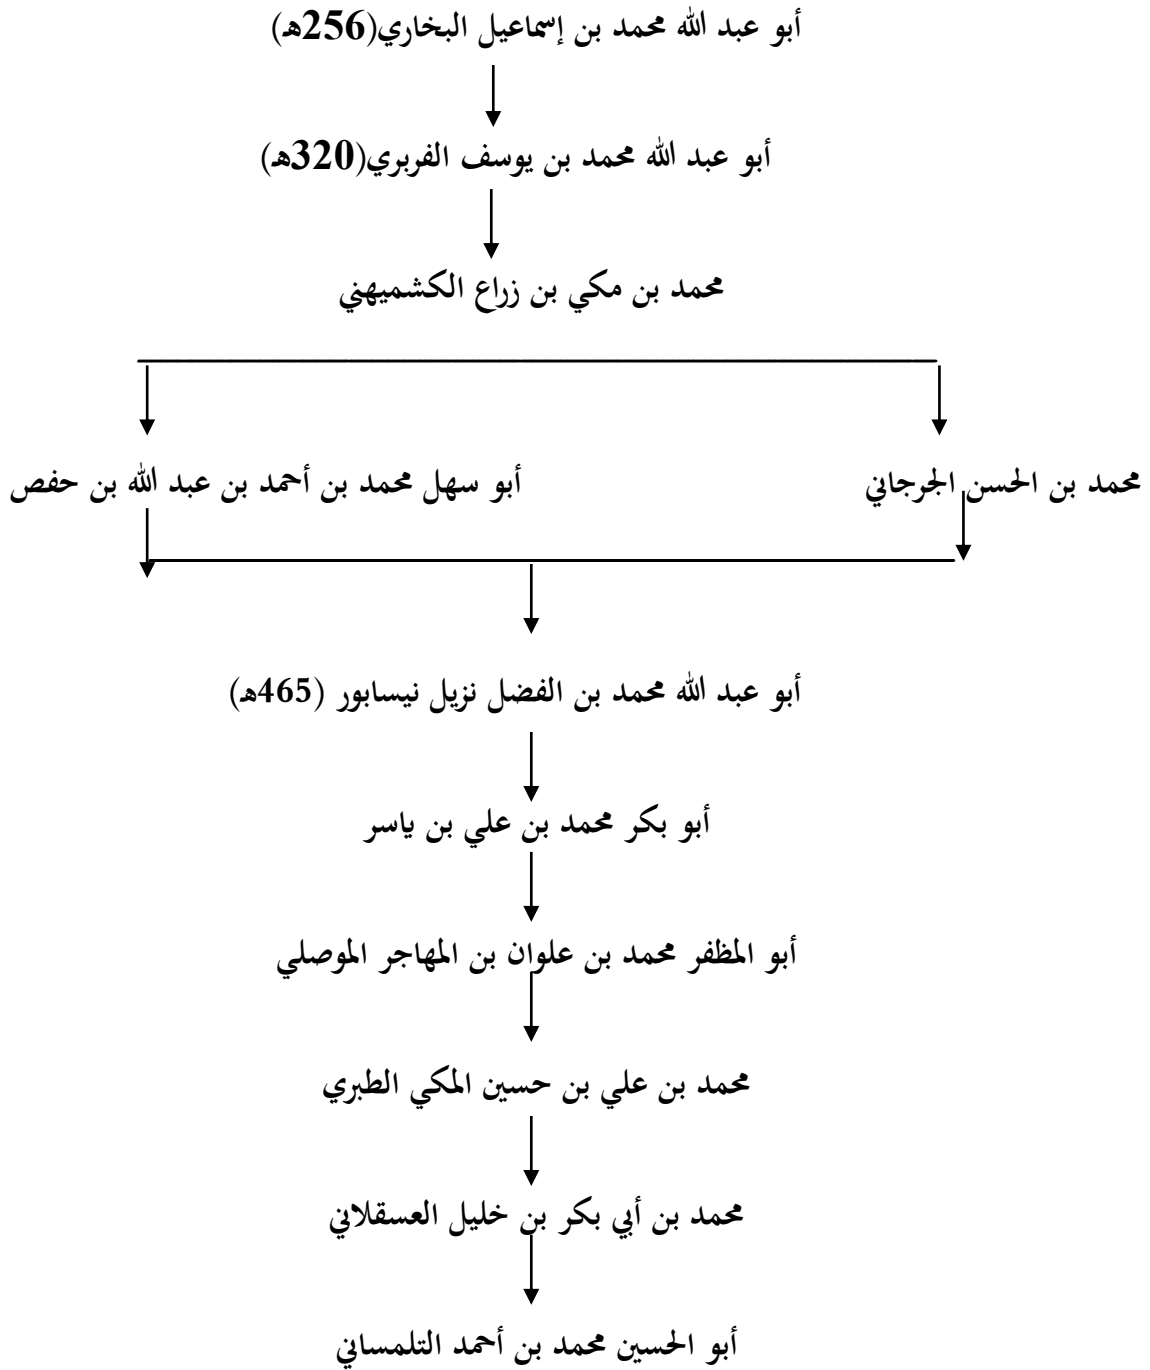 أبو عبد الله محمد بن إسماعيل البخاري(256هـ)
أبو عبد الله محمد بن يوسف الفربري(320هـ)
محمد بن مكي بن زراع الكشميهني
محمد بن الحسن الجرجاني
أبو سهل محمد بن أحمد بن عبد الله بن حفص
أبو عبد الله محمد بن الفضل نزيل نيسابور (465هـ)
أبو بكر محمد بن علي بن ياسر
أبو المظفر محمد بن علوان بن المهاجر الموصلي
محمد بن علي بن حسين المكي الطبري
محمد بن أبي بكر بن خليل العسقلاني
أبو الحسين محمد بن أحمد التلمساني